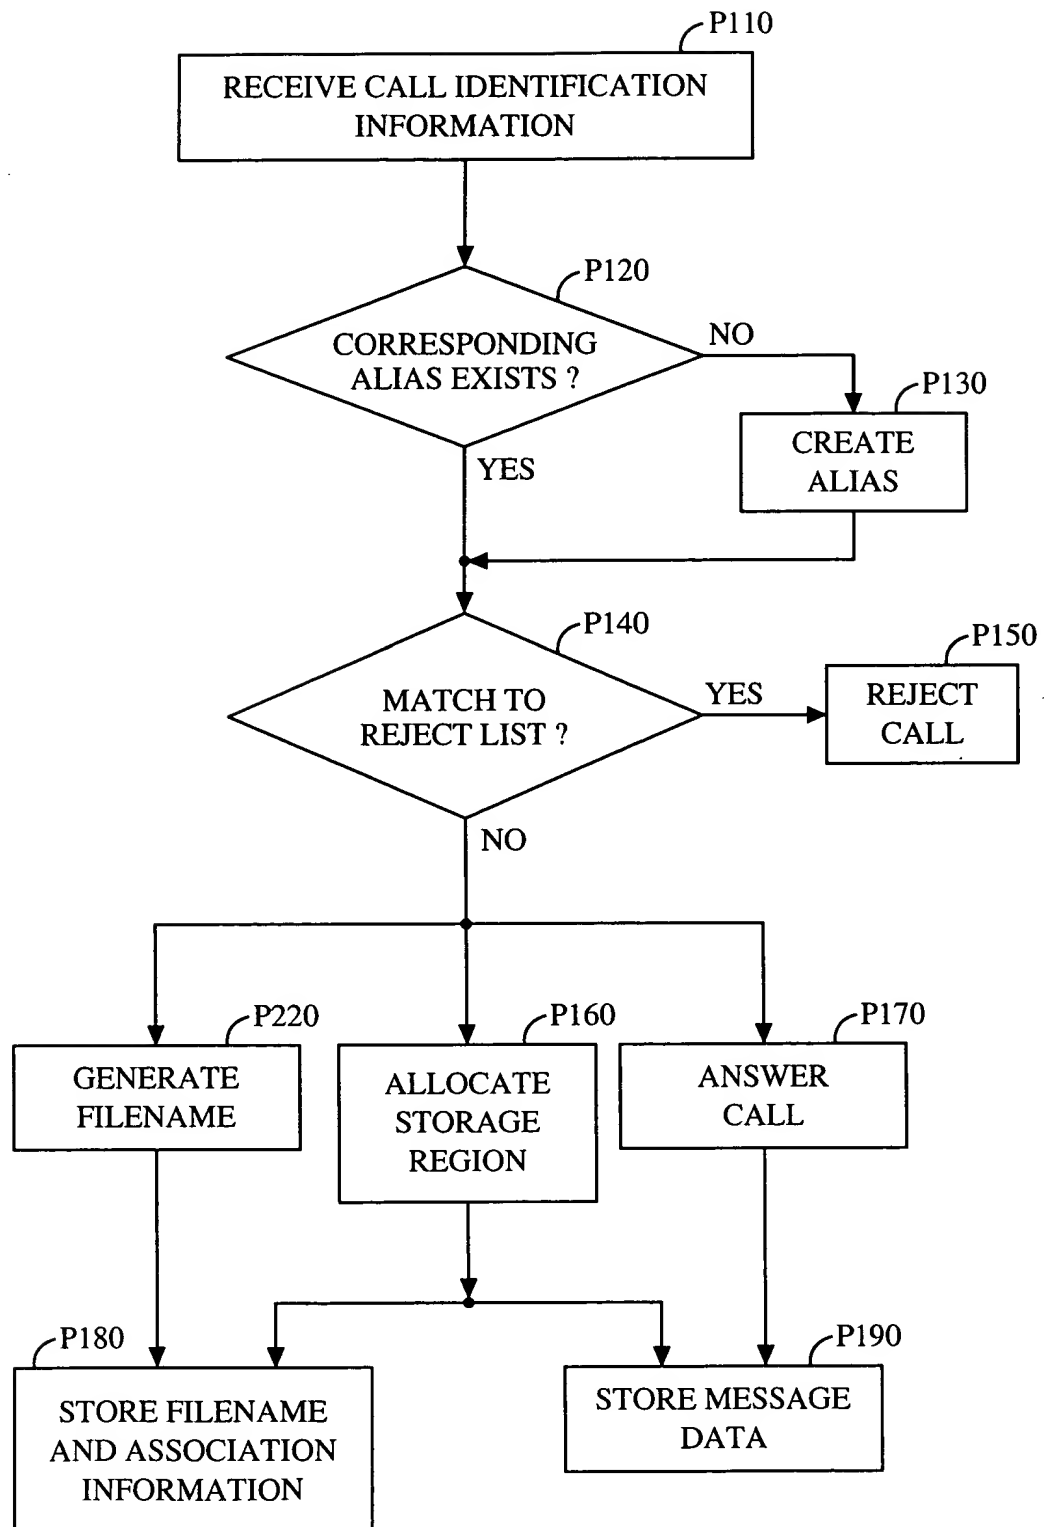 P110
RECEIVE CALL IDENTIFICATION
INFORMATION
P120
CORRESPONDING
ALIAS EXISTS ?
NO
P130
CREATE
ALIAS
YES
P140
MATCH TO
REJECT LIST ?
YES
P150
REJECT
CALL
NO
P220
GENERATE
FILENAME
P160
ALLOCATE
STORAGE
REGION
P170
ANSWER
CALL
P180
STORE FILENAME
AND ASSOCIATION
INFORMATION
P190
STORE MESSAGE
DATA